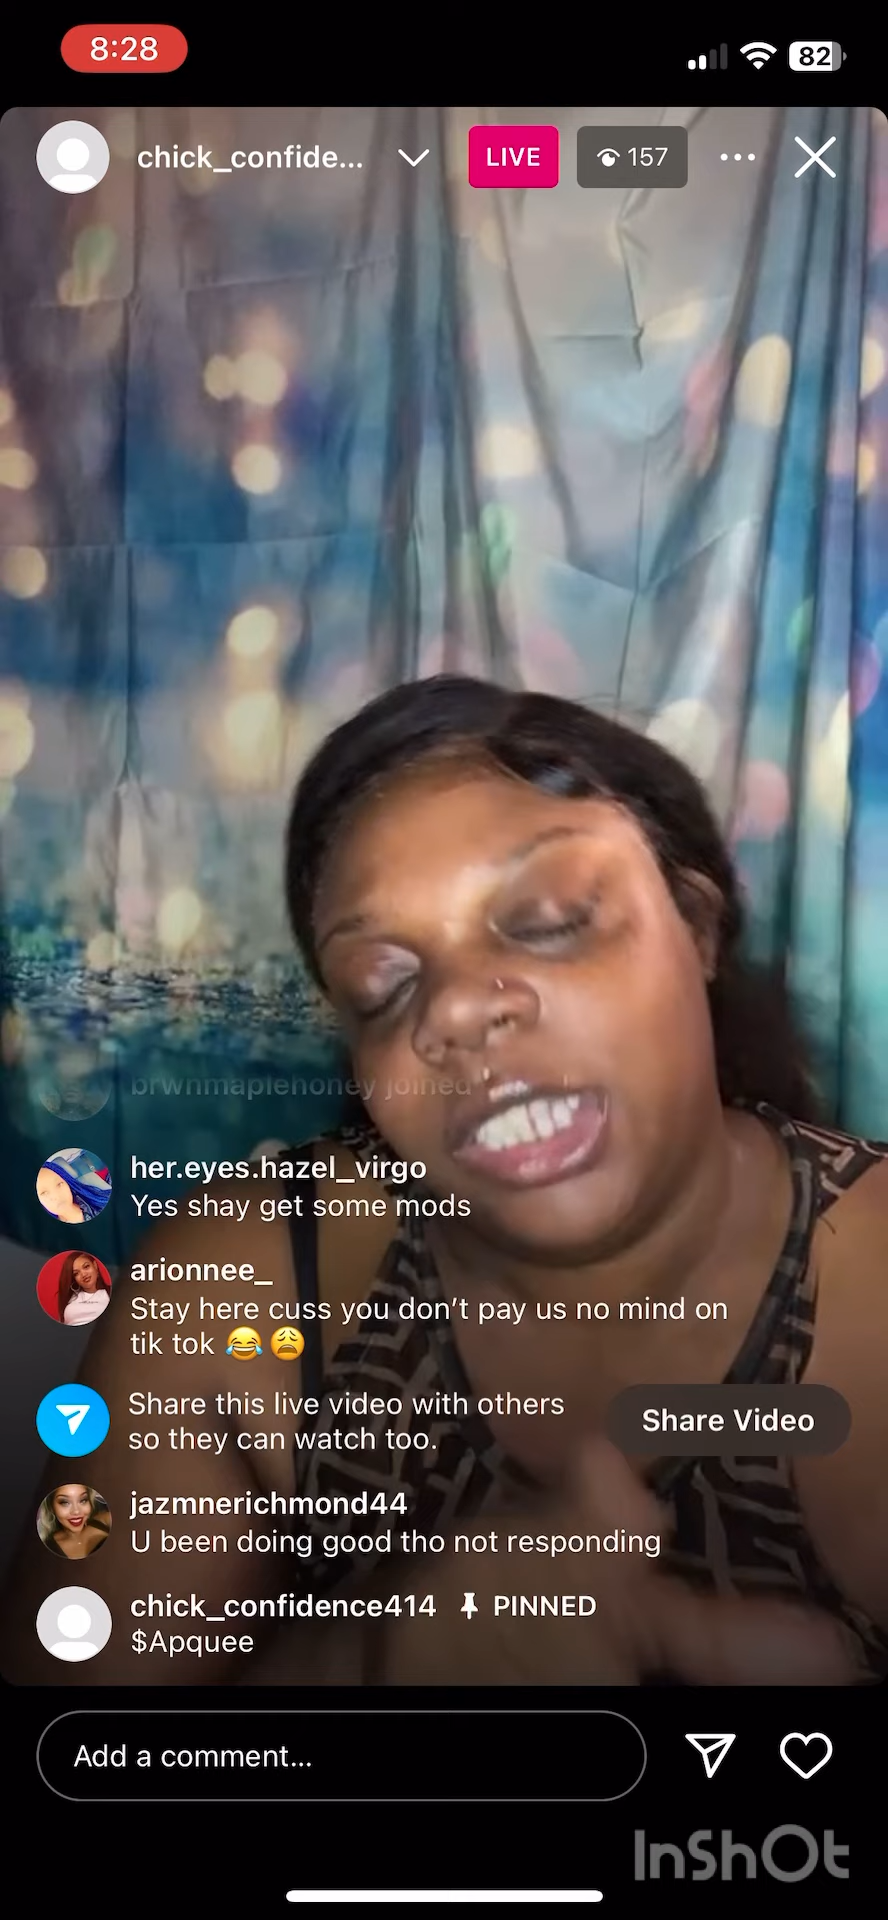 8:28
82
chick_confide...
LIVE
157
brwnmaplehoney joined
her.eyes.hazel_virgo
Yes shay get some mods
arionnee_
Stay here cuss you don’t pay us no mind on
tik tok 😂😩
Share this live video with others
so they can watch too.
Share Video
jazmnerichmond44
U been doing good tho not responding
chick_confidence414 PINNED
$Apquee
Add a comment...
InShOt